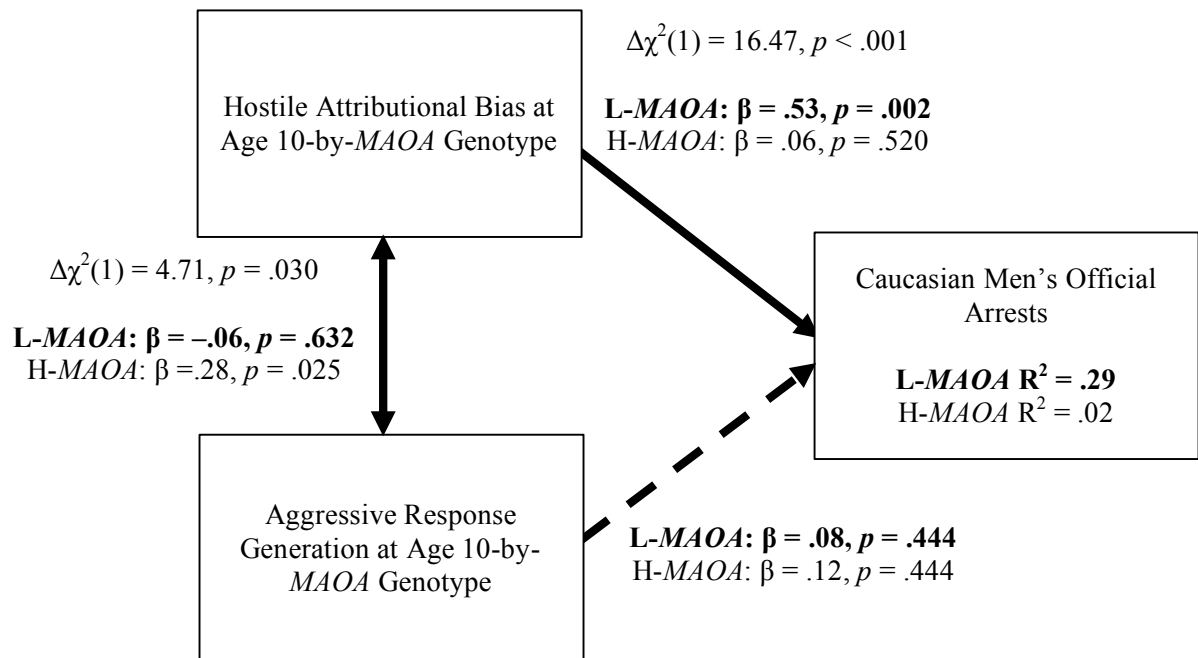 Δχ²(1) = 16.47, p < .001
Hostile Attributional Bias at
Age 10-by-MAOA Genotype
L-MAOA: β = .53, p = .002
H-MAOA: β = .06, p = .520
Δχ²(1) = 4.71, p = .030
L-MAOA: β = –.06, p = .632
H-MAOA: β =.28, p = .025
Caucasian Men’s Official
Arrests
L-MAOA R² = .29
H-MAOA R² = .02
Aggressive Response
Generation at Age 10-by-
MAOA Genotype
L-MAOA: β = .08, p = .444
H-MAOA: β = .12, p = .444